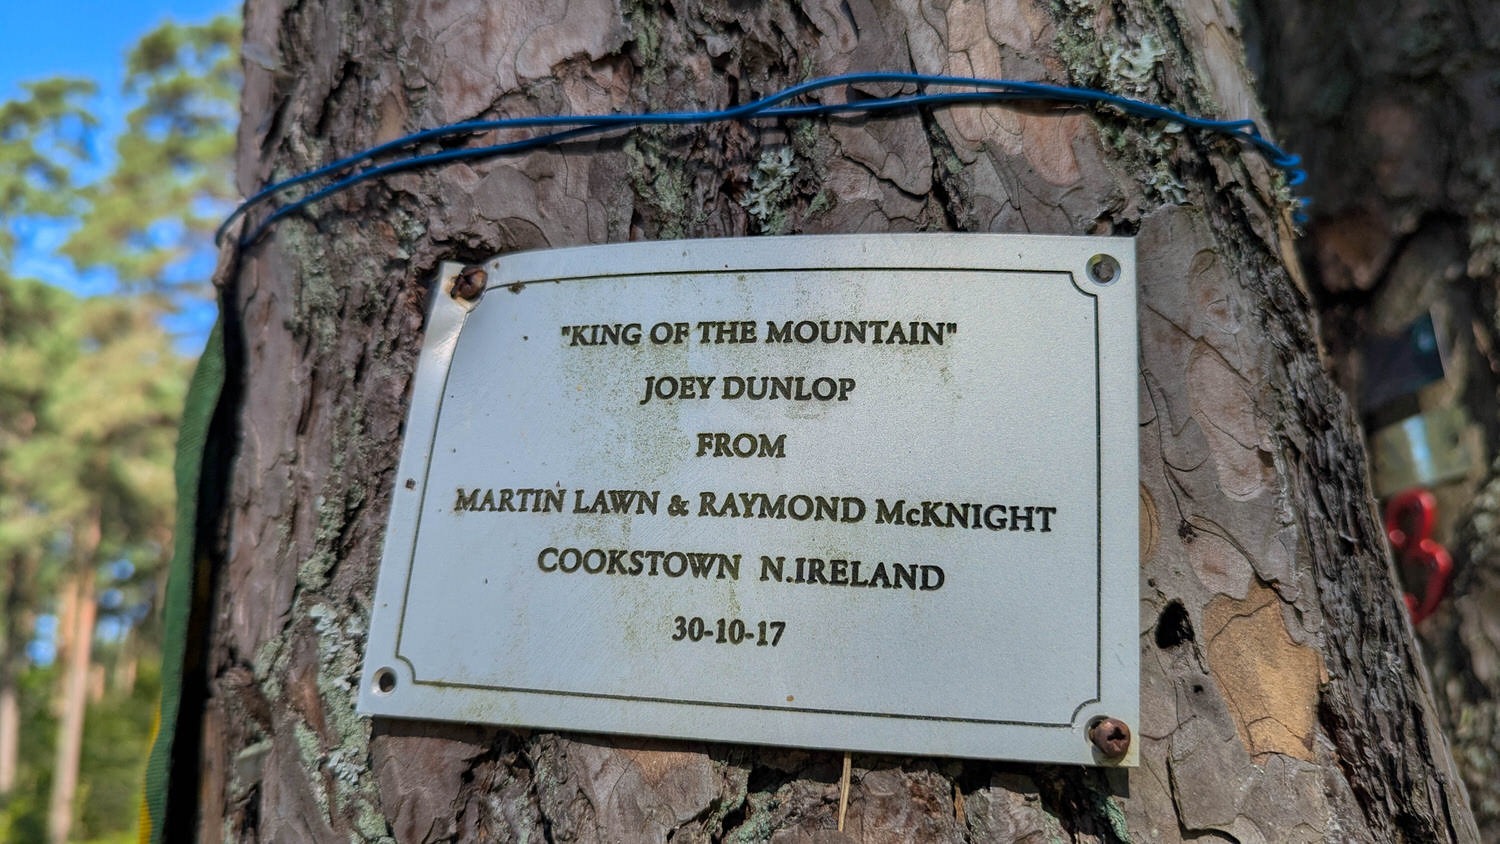 "KING OF THE MOUNTAIN"
JOEY DUNLOP
FROM
MARTIN LAWN & RAYMOND McKNIGHT
COOKSTOWN N.IRELAND
30-10-17